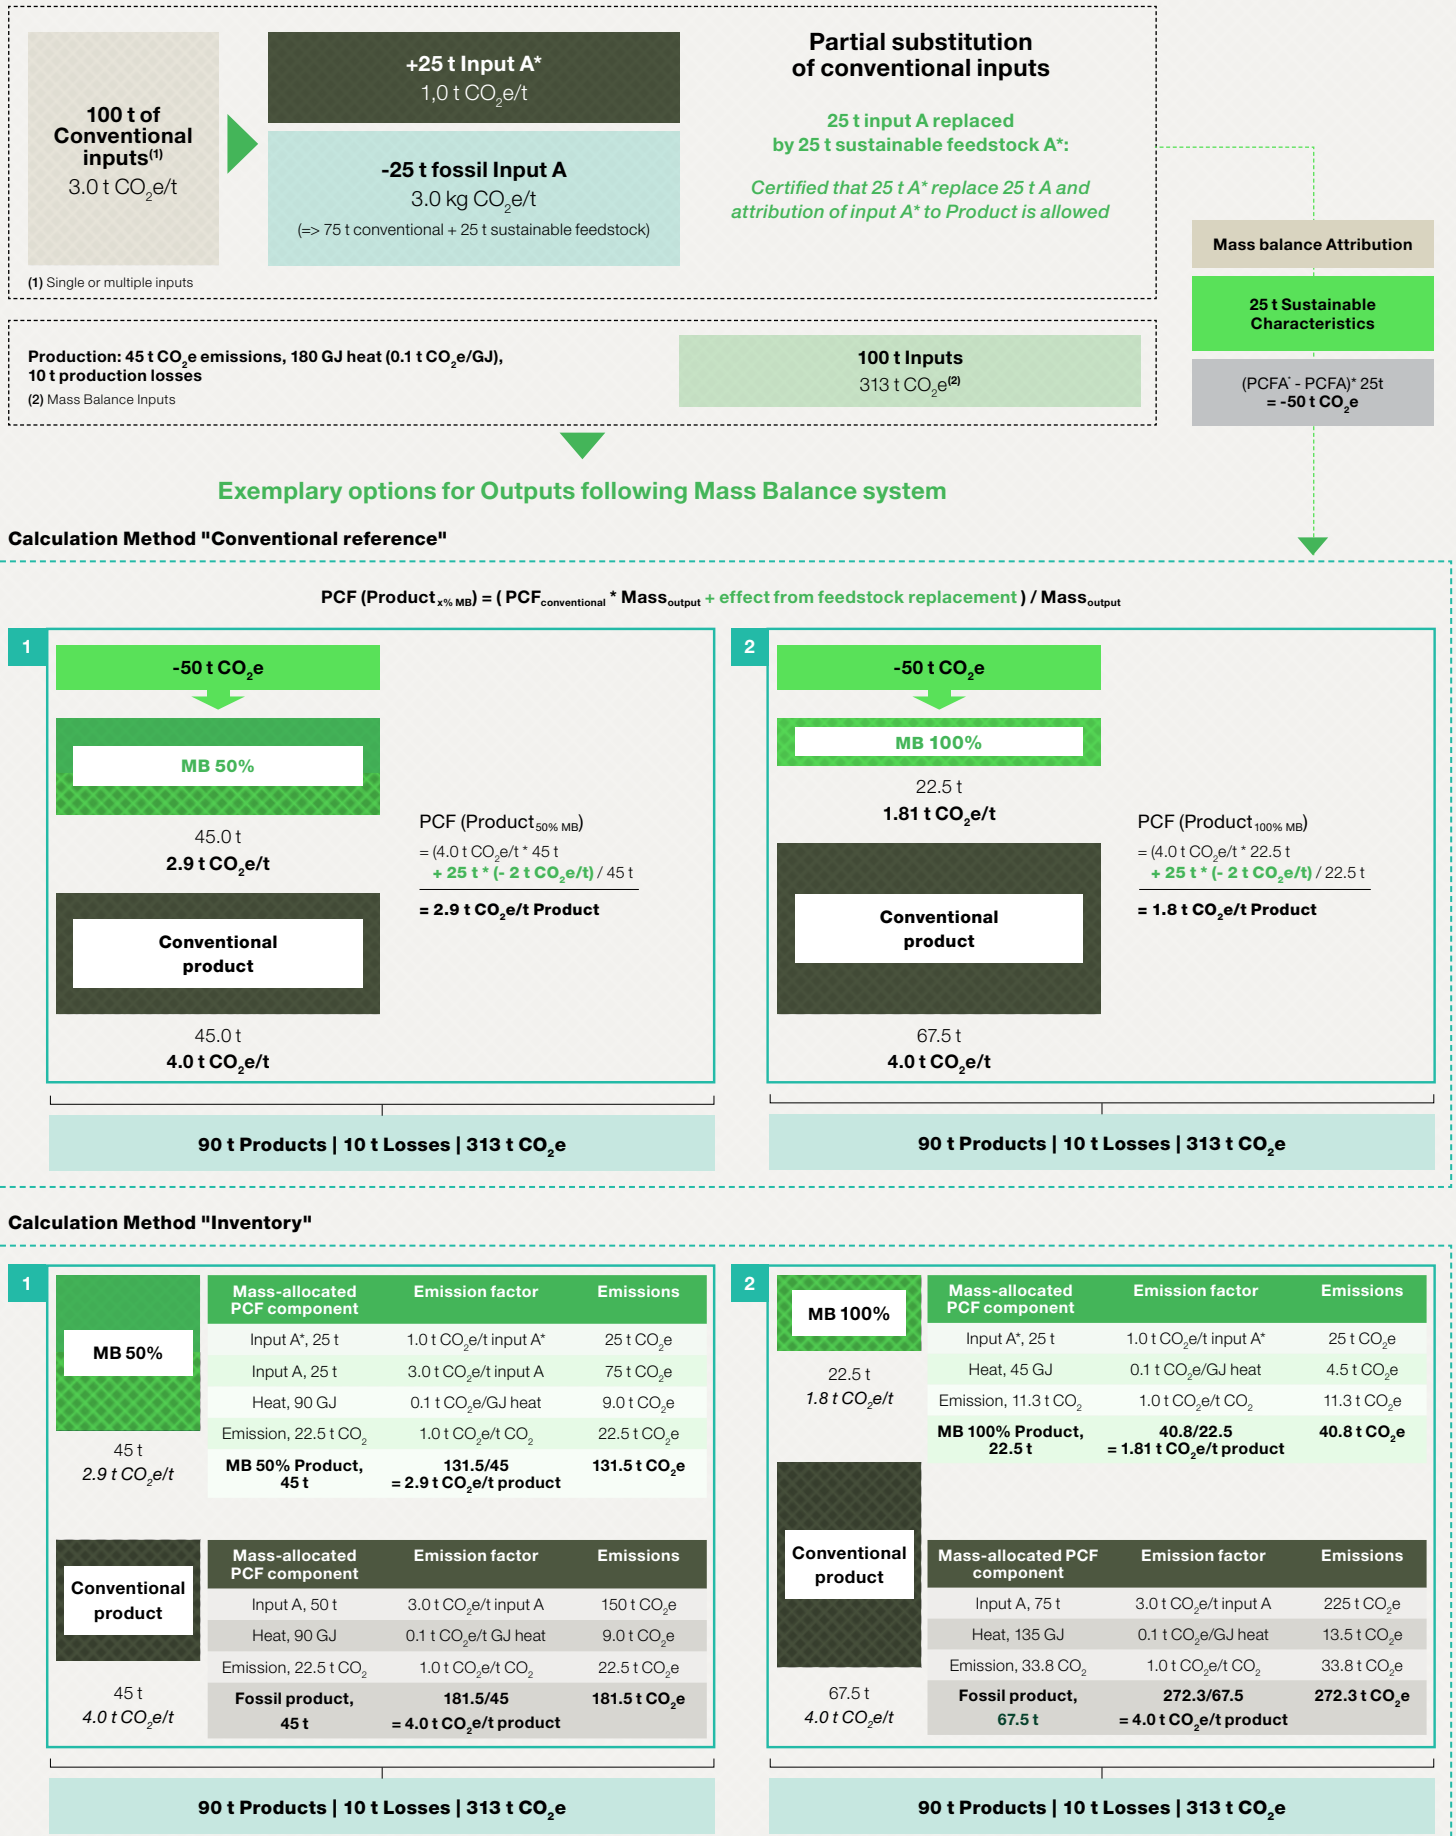 100 t of
Conventional
inputs(1)
3.0 t CO2e/t
+25 t Input A*
1,0 t CO2e/t
-25 t fossil Input A
3.0 kg CO2e/t
(=> 75 t conventional + 25 t sustainable feedstock)
(1) Single or multiple inputs
Partial substitution
of conventional inputs
25 t input A replaced
by 25 t sustainable feedstock A*:
Certified that 25 t A* replace 25 t A and
attribution of input A* to Product is allowed
Mass balance Attribution
25 t Sustainable
Characteristics
(PCFA* - PCFA)* 25t
= -50 t CO2e
Production: 45 t CO2e emissions, 180 GJ heat (0.1 t CO2e/GJ),
10 t production losses
(2) Mass Balance Inputs
100 t Inputs
313 t CO2e(2)
Exemplary options for Outputs following Mass Balance system
Calculation Method "Conventional reference"
PCF (Product x% MB) = ( PCFconventional * Massoutput + effect from feedstock replacement ) / Massoutput
1
-50 t CO2e
MB 50%
45.0 t
2.9 t CO2e/t
Conventional
product
45.0 t
4.0 t CO2e/t
PCF (Product50% MB)
= (4.0 t CO2e/t * 45 t
+ 25 t * (- 2 t CO2e/t) / 45 t
= 2.9 t CO2e/t Product
90 t Products | 10 t Losses | 313 t CO2e
2
-50 t CO2e
MB 100%
22.5 t
1.81 t CO2e/t
Conventional
product
67.5 t
4.0 t CO2e/t
PCF (Product100% MB)
= (4.0 t CO2e/t * 22.5 t
+ 25 t * (- 2 t CO2e/t) / 22.5 t
= 1.8 t CO2e/t Product
90 t Products | 10 t Losses | 313 t CO2e
Calculation Method "Inventory"
1
MB 50%
45 t
2.9 t CO2e/t
Mass-allocated
PCF component Emission factor Emissions
Input A*, 25 t 1.0 t CO2e/t input A* 25 t CO2e
Input A, 25 t 3.0 t CO2e/t input A 75 t CO2e
Heat, 90 GJ 0.1 t CO2e/GJ heat 9.0 t CO2e
Emission, 22.5 t CO2 1.0 t CO2e/t CO2 22.5 t CO2e
MB 50% Product, 131.5/45 131.5 t CO2e
45 t = 2.9 t CO2e/t product
Conventional
product
45 t
4.0 t CO2e/t
Mass-allocated
PCF component Emission factor Emissions
Input A, 50 t 3.0 t CO2e/t input A 150 t CO2e
Heat, 90 GJ 0.1 t CO2e/t GJ heat 9.0 t CO2e
Emission, 22.5 t CO2 1.0 t CO2e/t CO2 22.5 t CO2e
Fossil product, 181.5/45 181.5 t CO2e
45 t = 4.0 t CO2e/t product
90 t Products | 10 t Losses | 313 t CO2e
2
MB 100%
22.5 t
1.8 t CO2e/t
Mass-allocated
PCF component Emission factor Emissions
Input A*, 25 t 1.0 t CO2e/t input A* 25 t CO2e
Heat, 45 GJ 0.1 t CO2e/GJ heat 4.5 t CO2e
Emission, 11.3 t CO2 1.0 t CO2e/t CO2 11.3 t CO2e
MB 100% Product, 40.8/22.5 40.8 t CO2e
22.5 t = 1.81 t CO2e/t product
Conventional
product
67.5 t
4.0 t CO2e/t
Mass-allocated PCF
component Emission factor Emissions
Input A, 75 t 3.0 t CO2e/t input A 225 t CO2e
Heat, 135 GJ 0.1 t CO2e/GJ heat 13.5 t CO2e
Emission, 33.8 CO2 1.0 t CO2e/t CO2 33.8 t CO2e
Fossil product, 272.3/67.5 272.3 t CO2e
67.5 t = 4.0 t CO2e/t product
90 t Products | 10 t Losses | 313 t CO2e